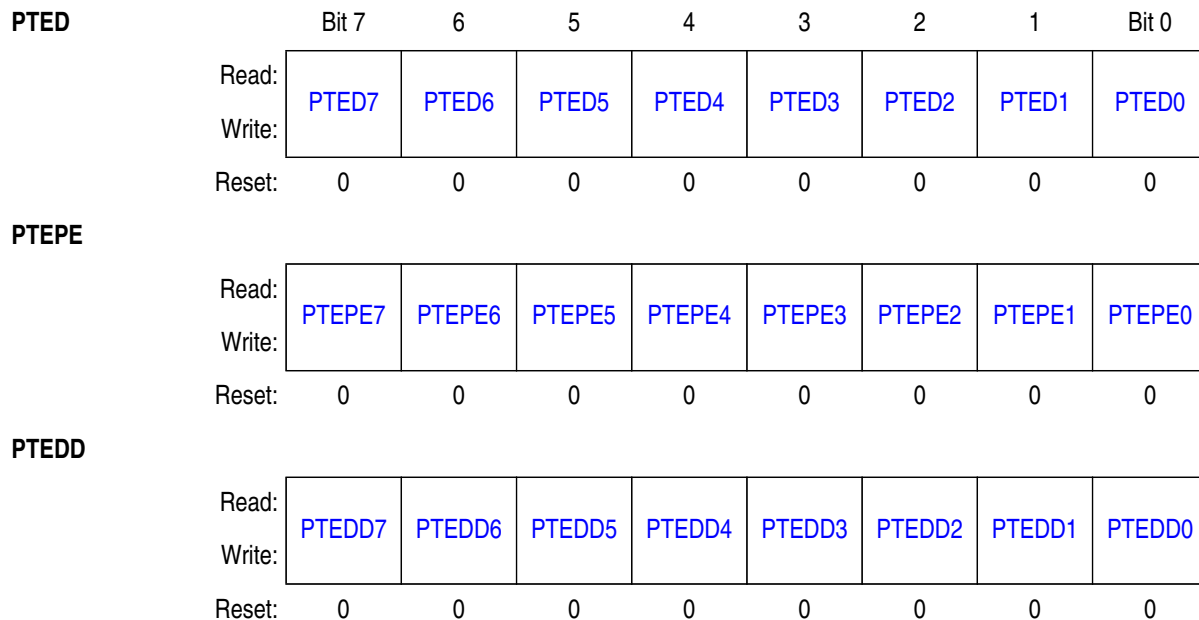 PTED Bit 7 6 5 4 3 2 1 Bit 0
Read:
PTED7 PTED6 PTED5 PTED4 PTED3 PTED2 PTED1 PTED0
Write:
Reset: 0 0 0 0 0 0 0 0
PTEPE
Read:
PTEPE7 PTEPE6 PTEPE5 PTEPE4 PTEPE3 PTEPE2 PTEPE1 PTEPE0
Write:
Reset: 0 0 0 0 0 0 0 0
PTEDD
Read:
PTEDD7 PTEDD6 PTEDD5 PTEDD4 PTEDD3 PTEDD2 PTEDD1 PTEDD0
Write:
Reset: 0 0 0 0 0 0 0 0